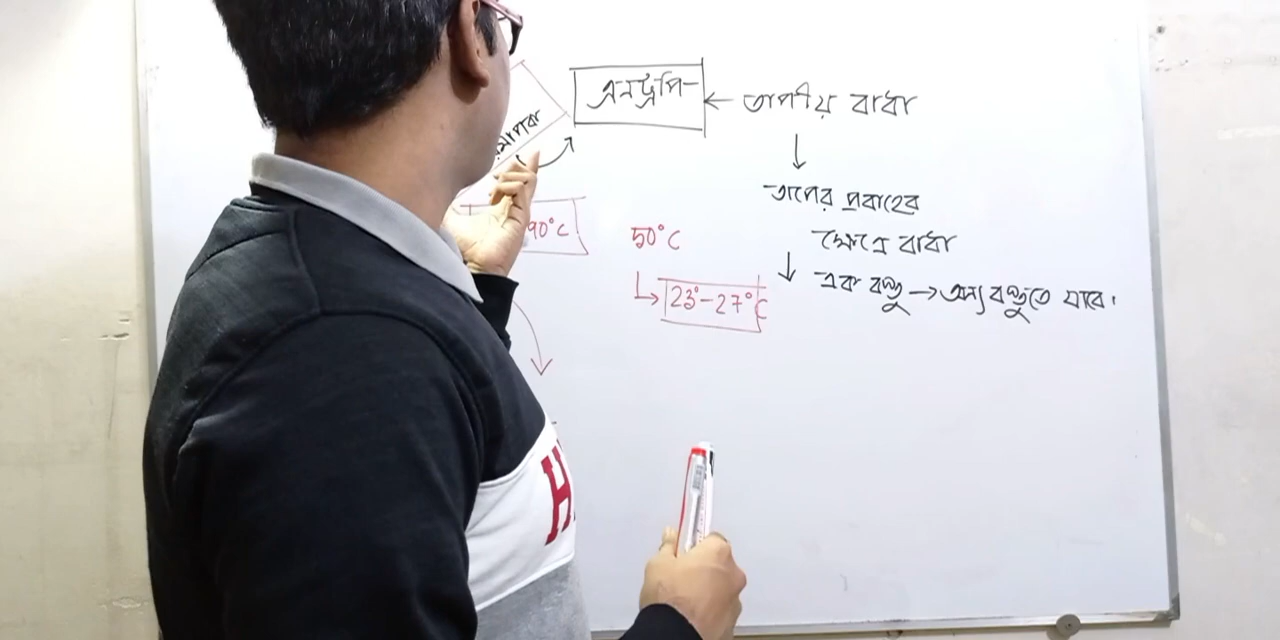 এনট্রপি
← তাপীয় বাধা
তাপের প্রবাহের
ক্ষেত্রে বাধা
এক বস্তু → অন্য বস্তুতে যাবে।
90°C
50°C
23° - 27°C
H